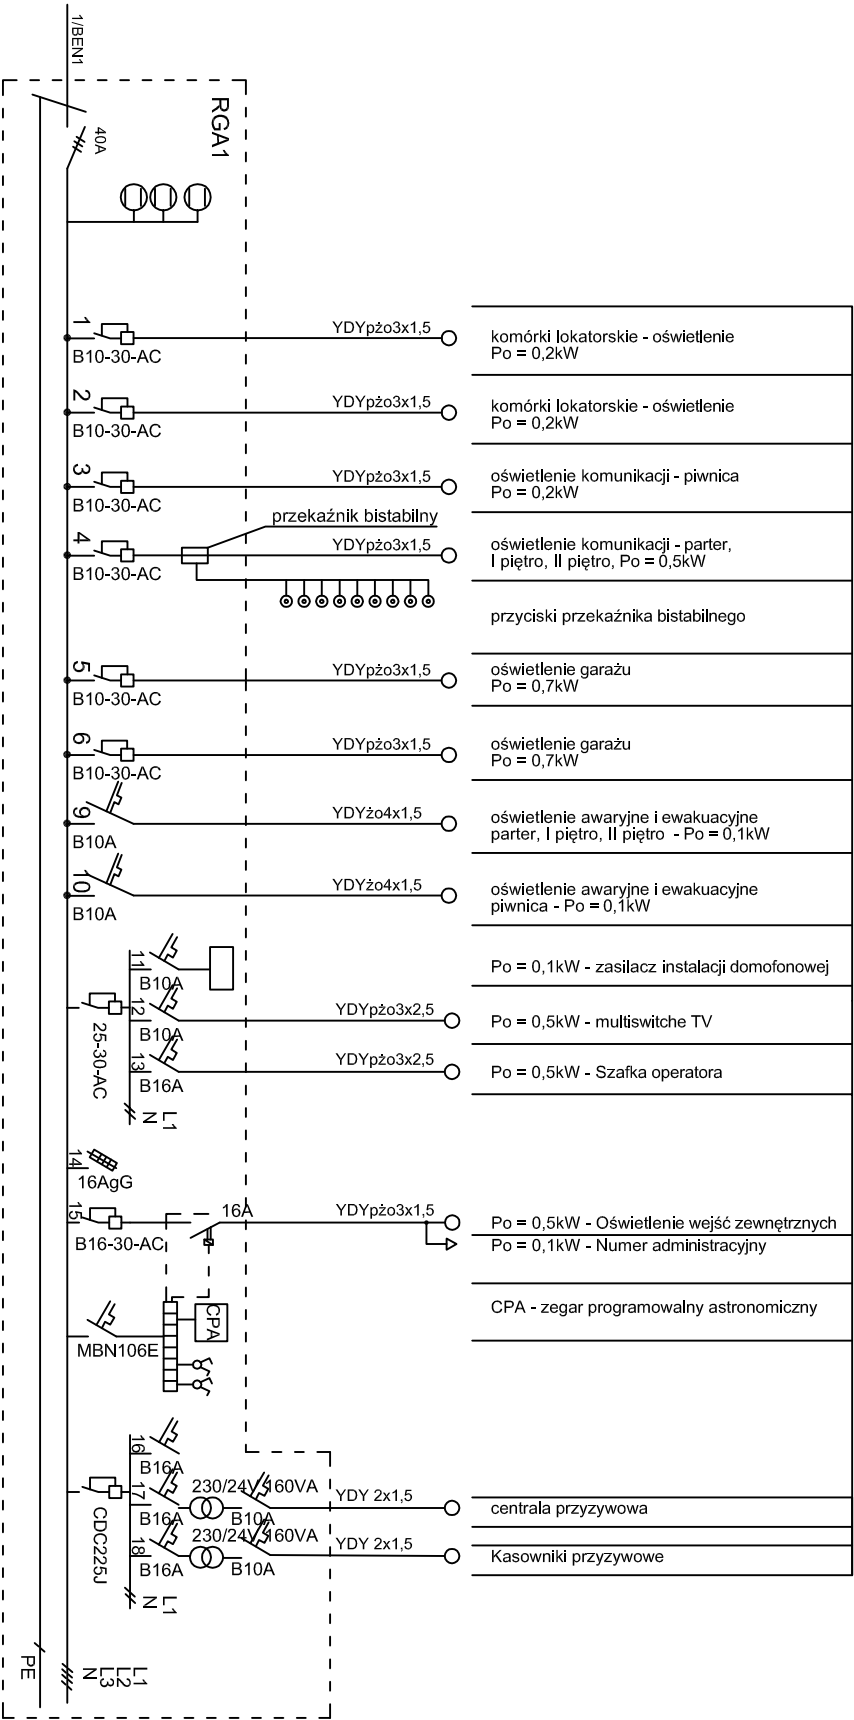 1/BEN1
RGA1
40A
1
B10-30-AC
YDYpżo3x1,5
komórki lokatorskie - oświetlenie
Po = 0,2kW
2
B10-30-AC
YDYpżo3x1,5
komórki lokatorskie - oświetlenie
Po = 0,2kW
3
B10-30-AC
YDYpżo3x1,5
oświetlenie komunikacji - piwnica
Po = 0,2kW
przekaźnik bistabilny
4
B10-30-AC
YDYpżo3x1,5
oświetlenie komunikacji - parter,
I piętro, II piętro, Po = 0,5kW
przyciski przekaźnika bistabilnego
5
B10-30-AC
YDYpżo3x1,5
oświetlenie garażu
Po = 0,7kW
6
B10-30-AC
YDYpżo3x1,5
oświetlenie garażu
Po = 0,7kW
9
B10A
YDYżo4x1,5
oświetlenie awaryjne i ewakuacyjne
parter, I piętro, II piętro - Po = 0,1kW
10
B10A
YDYżo4x1,5
oświetlenie awaryjne i ewakuacyjne
piwnica - Po = 0,1kW
25-30-AC
11
B10A
Po = 0,1kW - zasilacz instalacji domofonowej
12
B10A
YDYpżo3x2,5
Po = 0,5kW - multiswitche TV
13
B16A
YDYpżo3x2,5
Po = 0,5kW - Szafka operatora
L1
N
14
16AgG
15
B16-30-AC
16A
YDYpżo3x1,5
Po = 0,5kW - Oświetlenie wejść zewnętrznych
Po = 0,1kW - Numer administracyjny
MBN106E
CPA
CPA - zegar programowalny astronomiczny
CDC225J
16
B16A
17
B16A
230/24V 160VA
B10A
YDY 2x1,5
centrala przyzywowa
18
B16A
230/24V 160VA
B10A
YDY 2x1,5
Kasowniki przyzywowe
L1
N
PE
L1
L2
L3
N